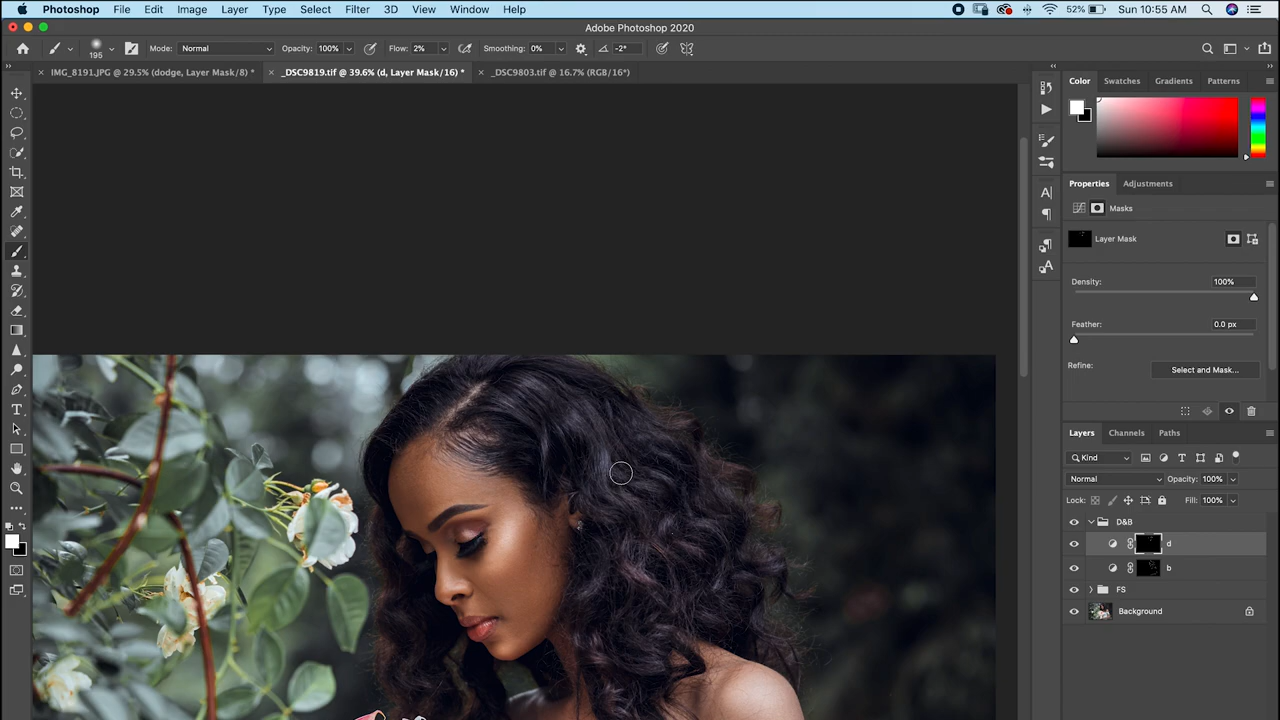 Photoshop File Edit Image Layer Type Select Filter 3D View Window Help 52% Sun 10:55 AM
Adobe Photoshop 2020
195 Mode: Normal Opacity: 100% Flow: 2% Smoothing: 0% -2°
× IMG_8191.JPG @ 29.5% (dodge, Layer Mask/8) * × _DSC9819.tif @ 39.6% (d, Layer Mask/16) * × _DSC9803.tif @ 16.7% (RGB/16*)
Color Swatches Gradients Patterns
Properties Adjustments
Masks
Layer Mask
Density: 100%
Feather: 0.0 px
Refine: Select and Mask...
Layers Channels Paths
Kind
Normal Opacity: 100%
Lock: Fill: 100%
D&B
d
b
FS
Background